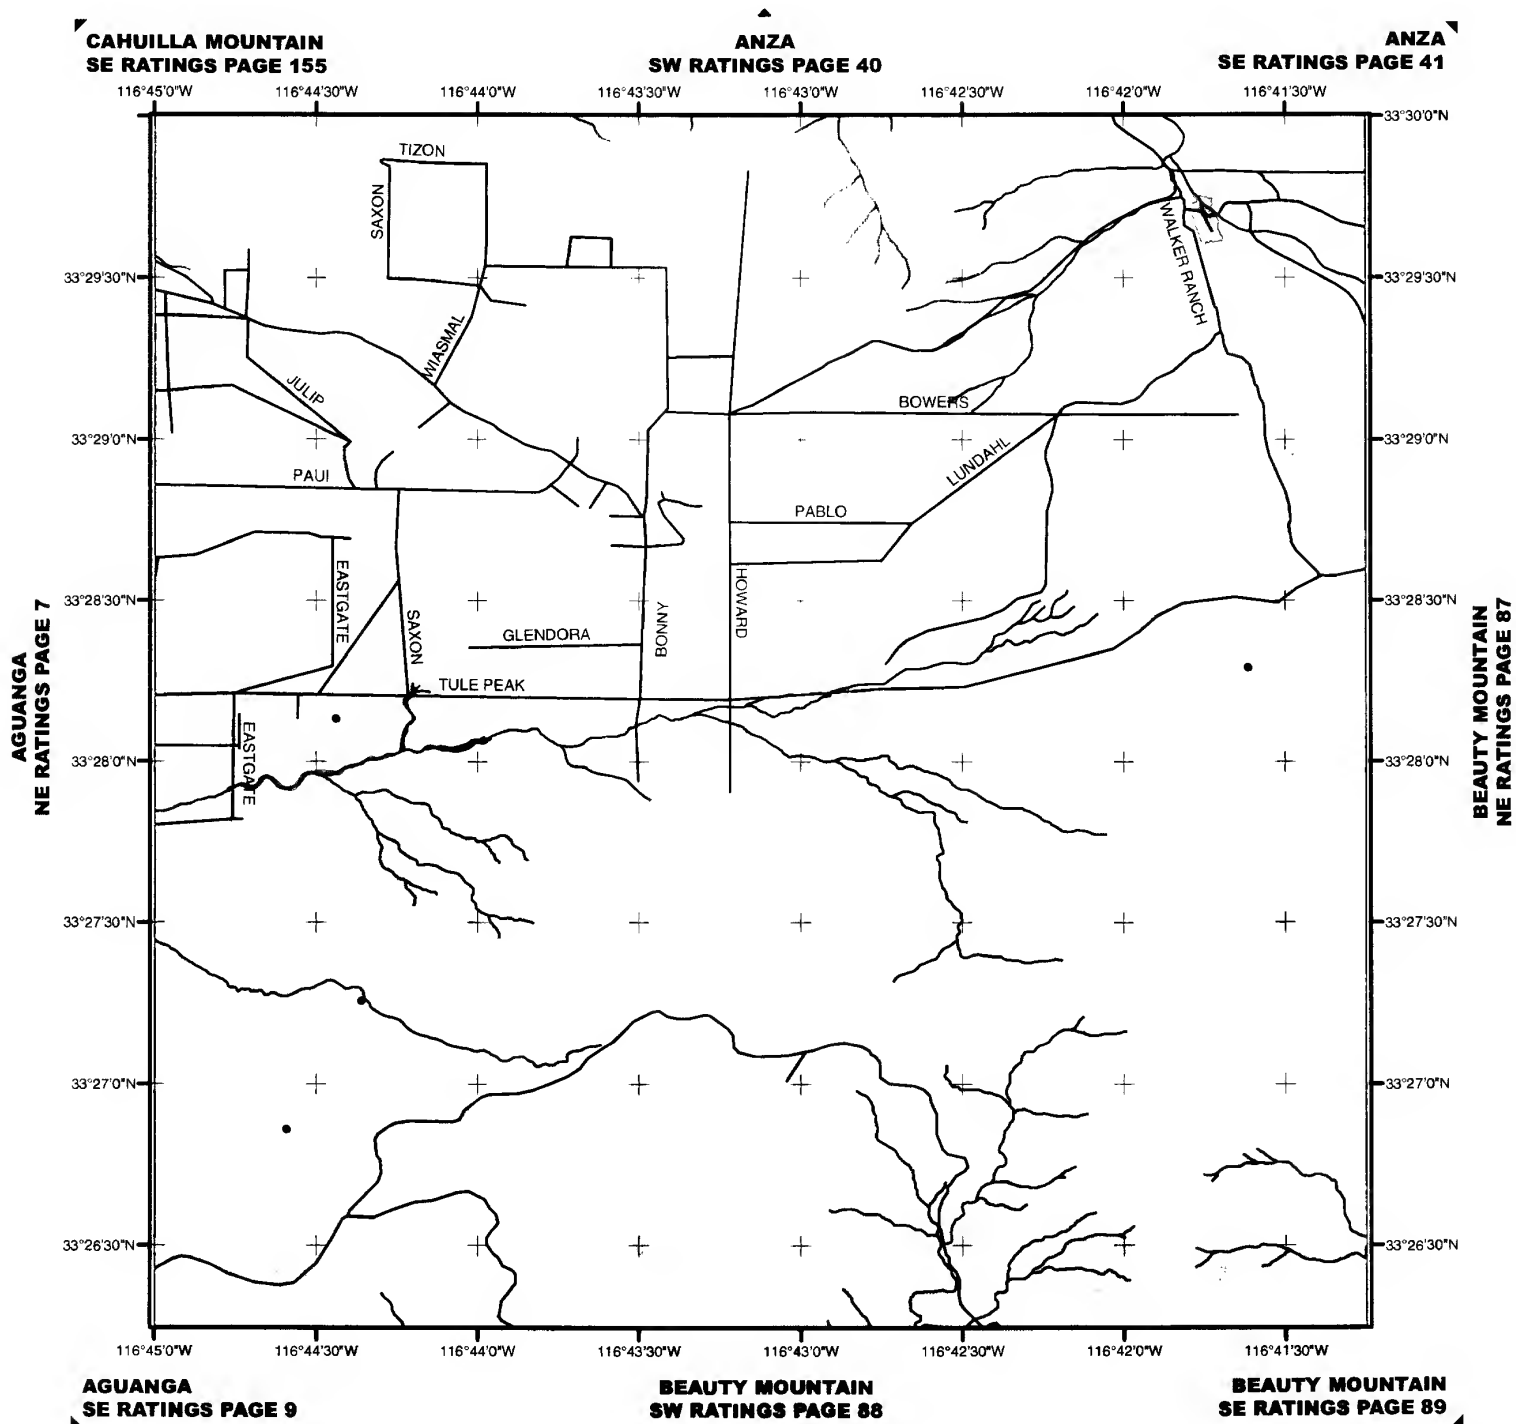 CAHUILLA MOUNTAIN
SE RATINGS PAGE 155
ANZA
SW RATINGS PAGE 40
ANZA
SE RATINGS PAGE 41
116°45'0"W
116°44'30"W
116°44'0"W
116°43'30"W
116°43'0"W
116°42'30"W
116°42'0"W
116°41'30"W
33°30'0"N
33°30'0"N
TIZON
SAXON
WALKER RANCH
33°29'30"N
33°29'30"N
WIASMAL
JULIP
BOWERS
33°29'0"N
33°29'0"N
LUNDAHL
PAUI
PABLO
EASTGATE
HOWARD
33°28'30"N
33°28'30"N
SAXON
GLENDORA
BONNY
TULE PEAK
AGUANGA
NE RATINGS PAGE 7
BEAUTY MOUNTAIN
NE RATINGS PAGE 87
EASTGATE
33°28'0"N
33°28'0"N
33°27'30"N
33°27'30"N
33°27'0"N
33°27'0"N
33°26'30"N
33°26'30"N
116°45'0"W
116°44'30"W
116°44'0"W
116°43'30"W
116°43'0"W
116°42'30"W
116°42'0"W
116°41'30"W
AGUANGA
SE RATINGS PAGE 9
BEAUTY MOUNTAIN
SW RATINGS PAGE 88
BEAUTY MOUNTAIN
SE RATINGS PAGE 89